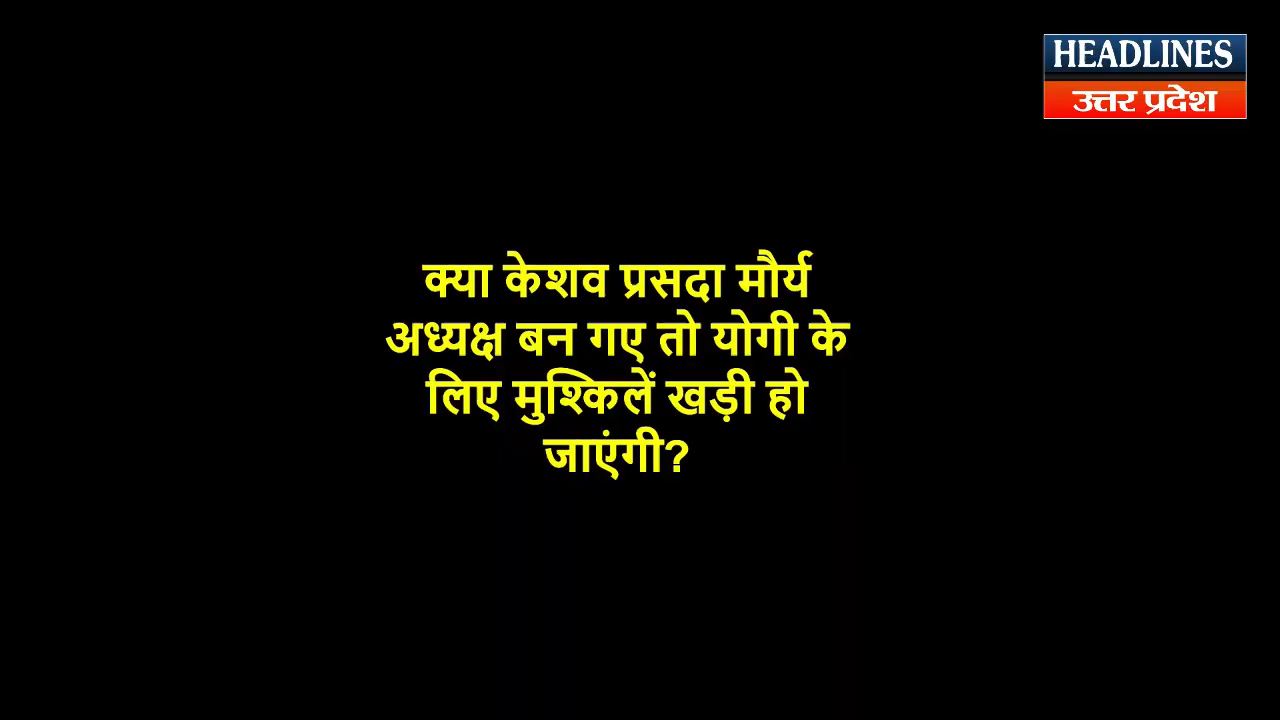 HEADLINES
उत्तर प्रदेश
क्या केशव प्रसदा मौर्य
अध्यक्ष बन गए तो योगी के
लिए मुश्किलें खड़ी हो
जाएंगी?